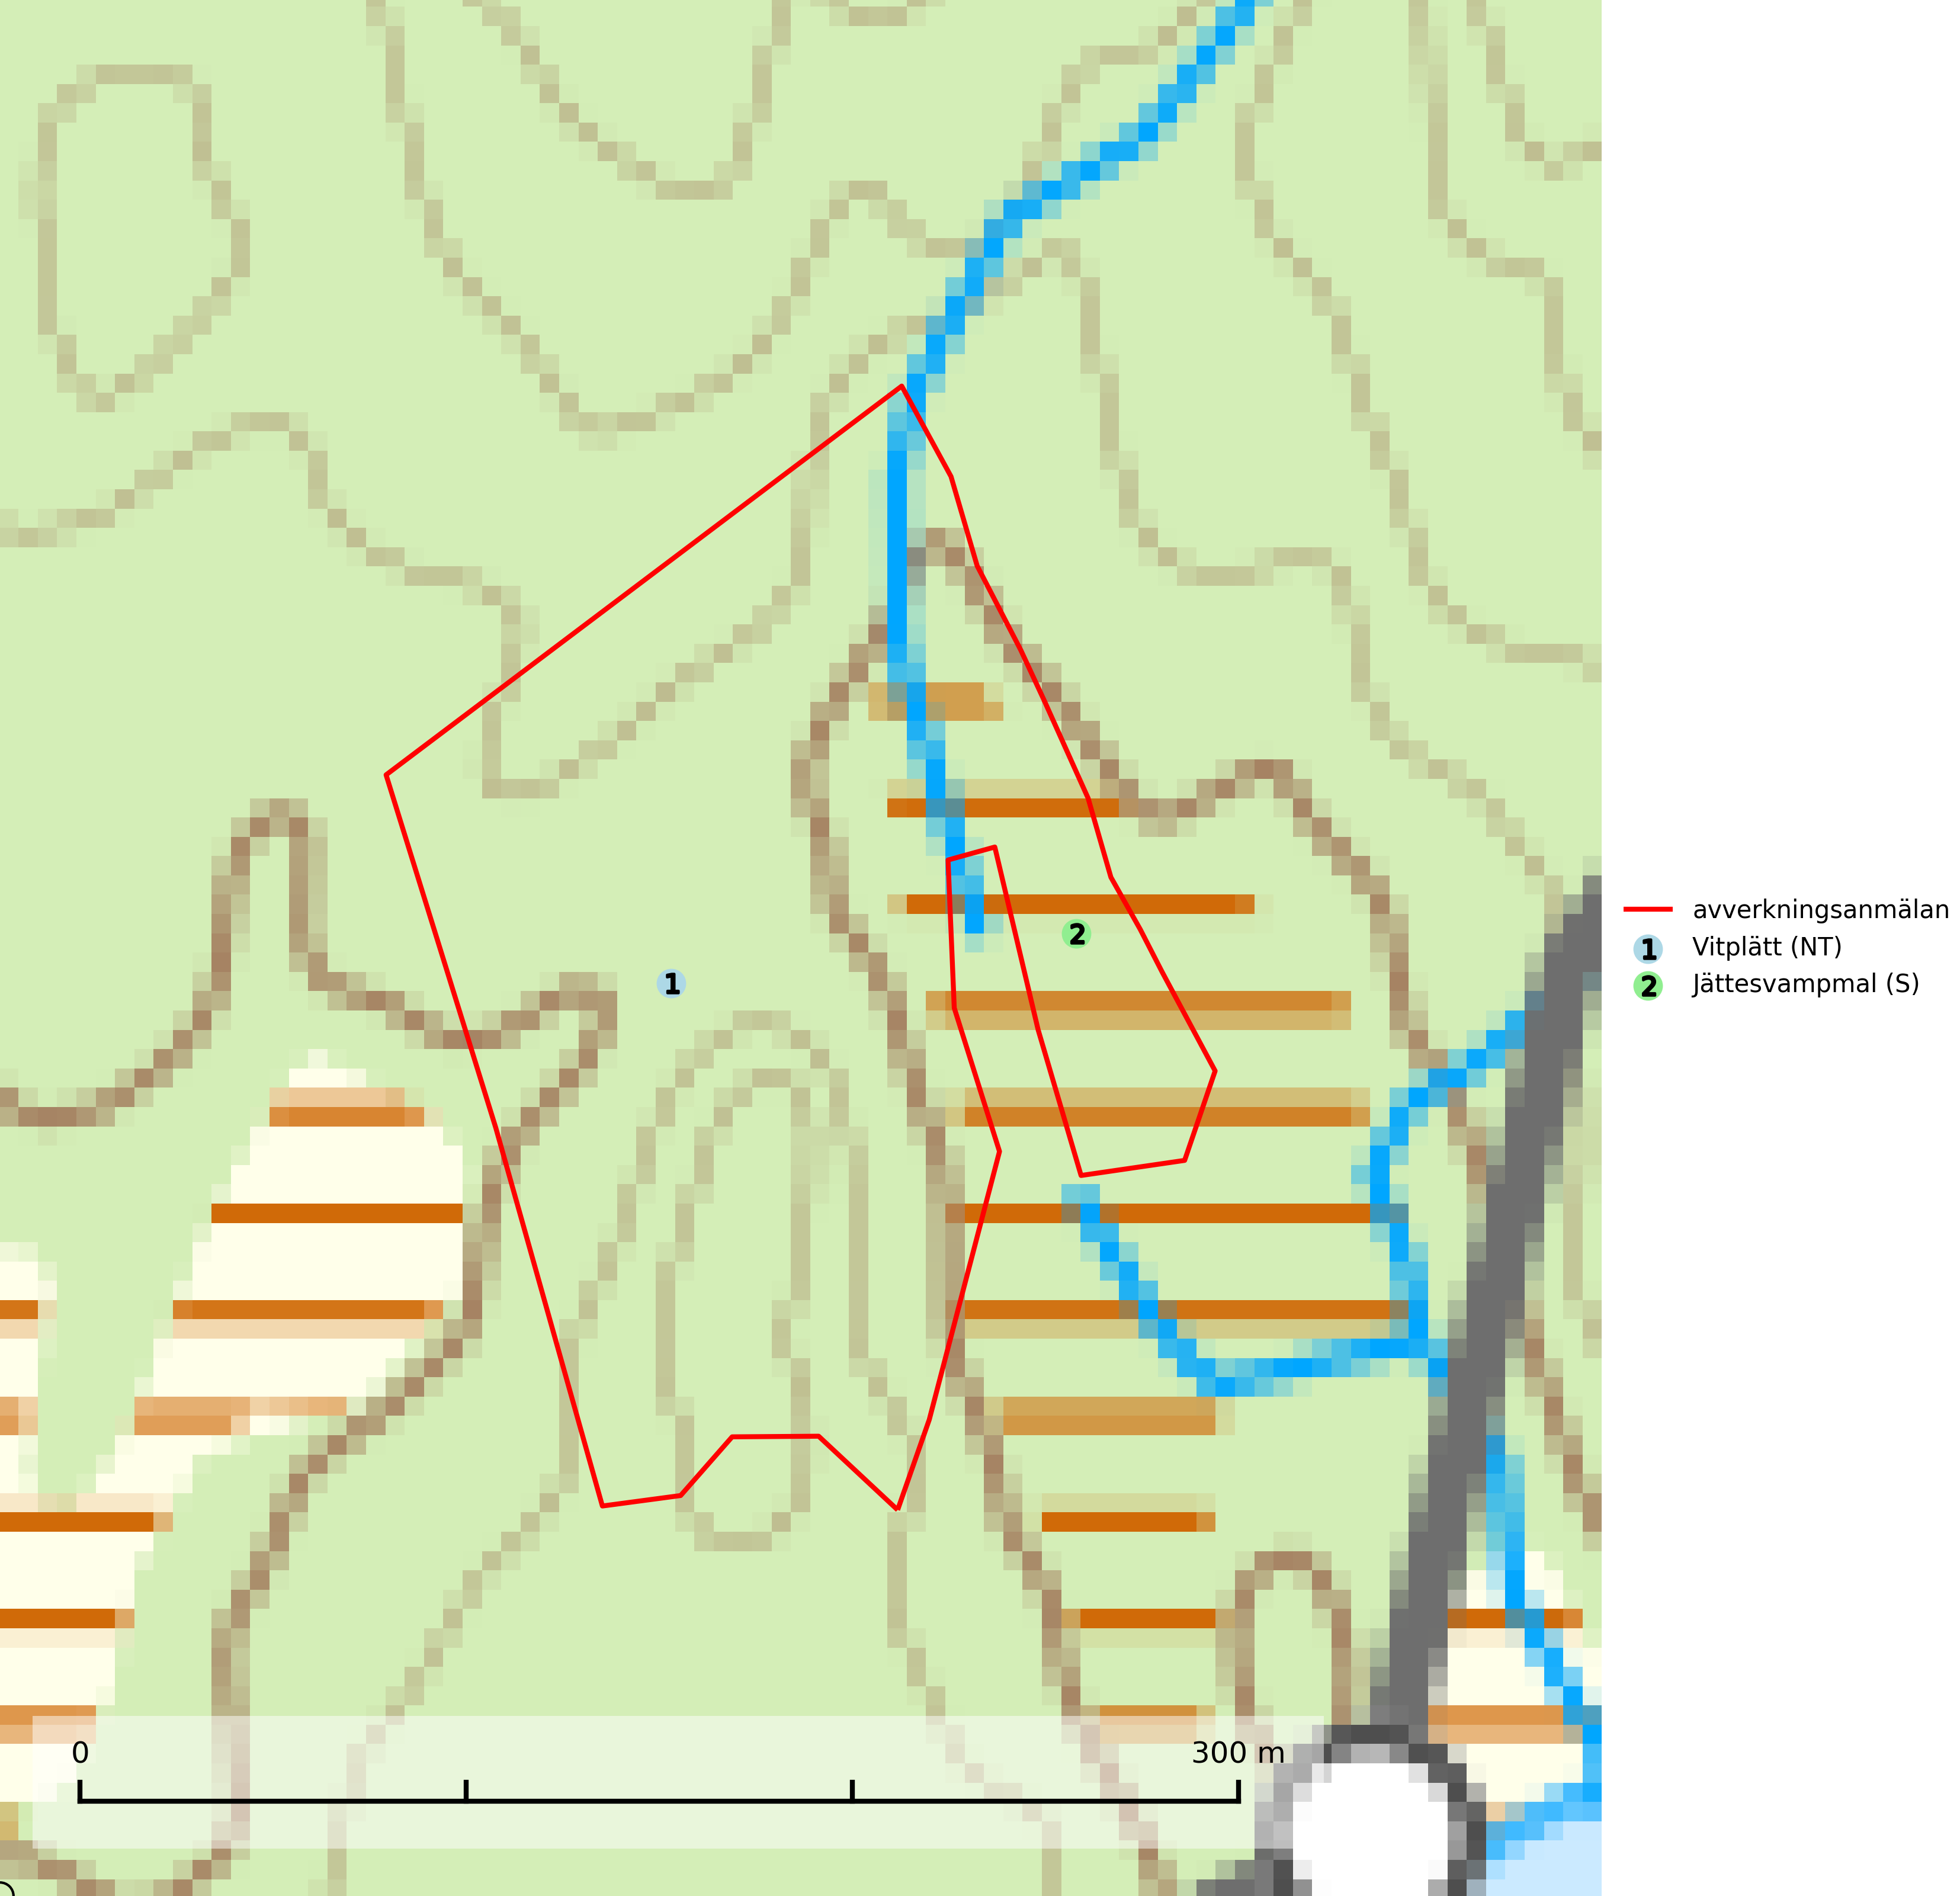 2
1
avverkningsanmälan
1 Vitplätt (NT)
2 Jättesvampmal (S)
0 300 m